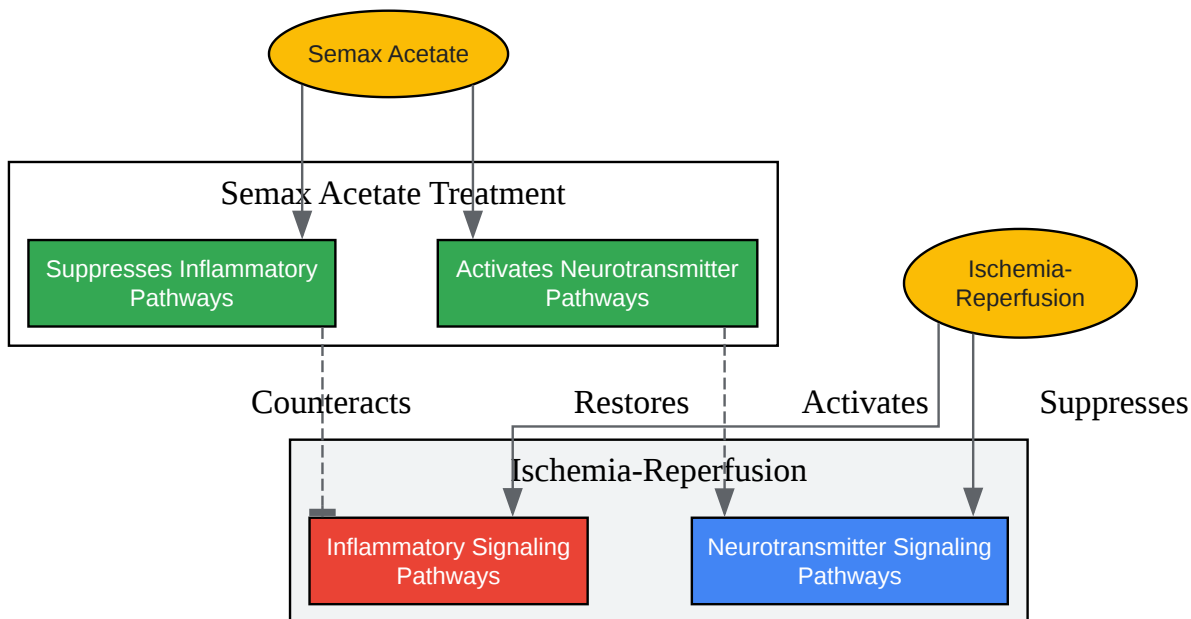 Semax Acetate
Semax Acetate Treatment
Suppresses Inflammatory
Pathways
Activates Neurotransmitter
Pathways
Ischemia-
Reperfusion
Counteracts
Restores
Activates
Suppresses
Ischemia-Reperfusion
Inflammatory Signaling
Pathways
Neurotransmitter Signaling
Pathways